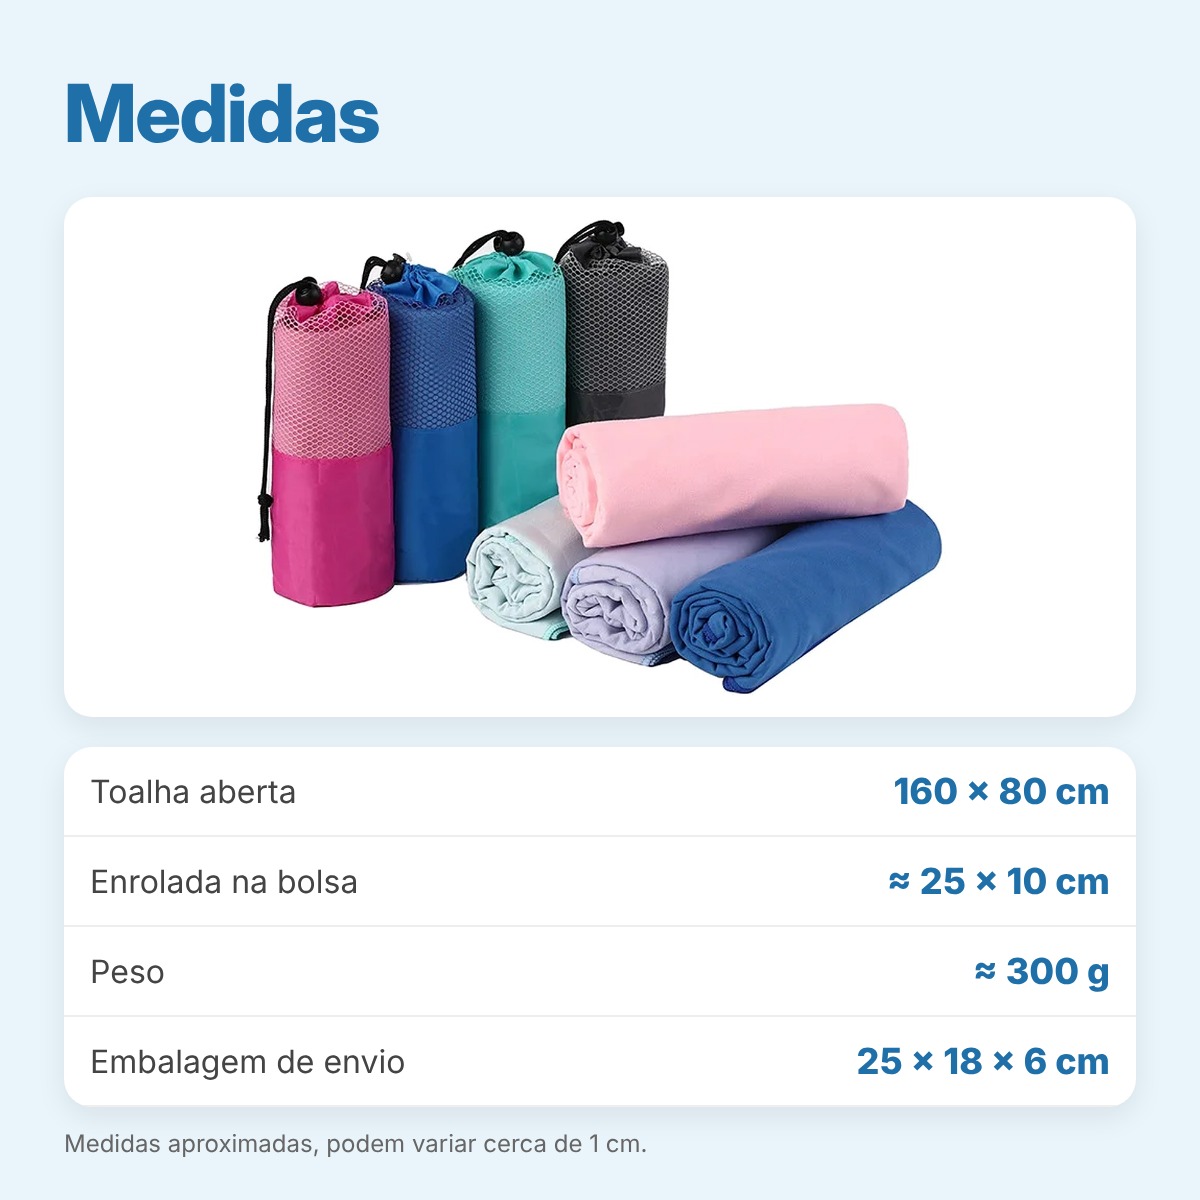 Medidas
Toalha aberta 160 × 80 cm
Enrolada na bolsa ≈ 25 × 10 cm
Peso ≈ 300 g
Embalagem de envio 25 × 18 × 6 cm
Medidas aproximadas, podem variar cerca de 1 cm.